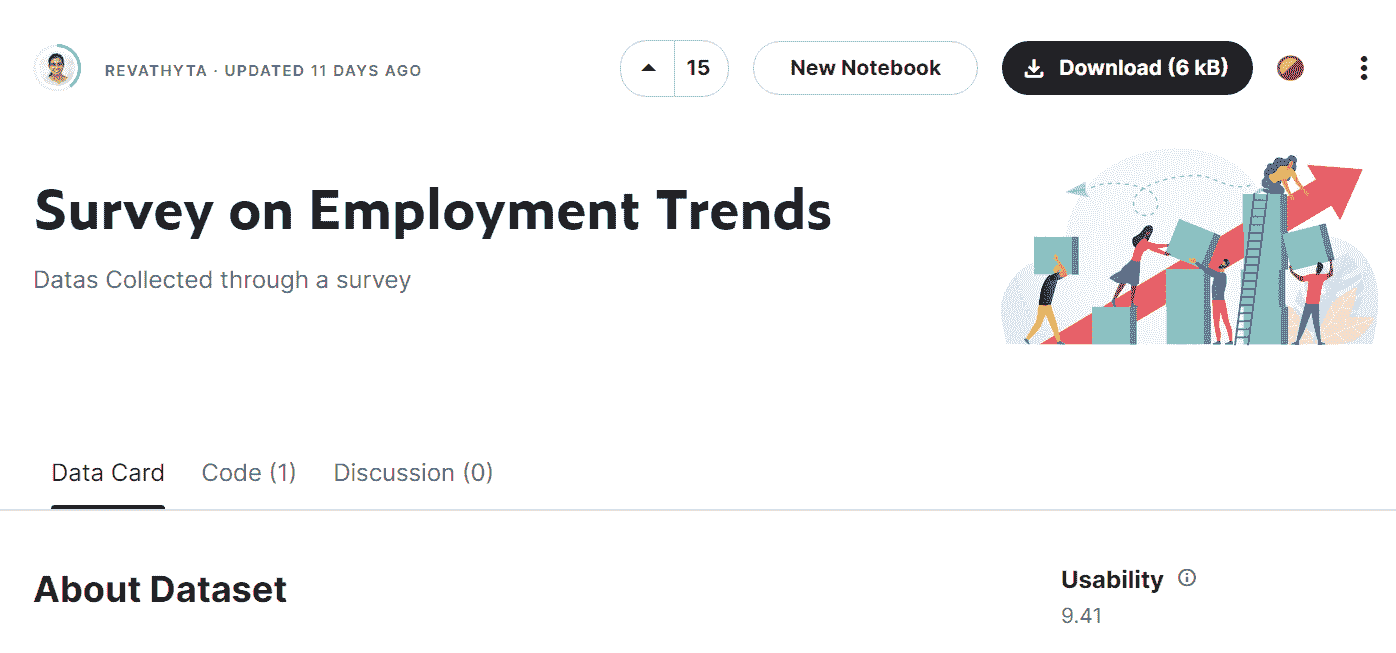 REVATHYTA · UPDATED 11 DAYS AGO
15
New Notebook
Download (6 kB)
Survey on Employment Trends
Datas Collected through a survey
Data Card
Code (1)
Discussion (0)
About Dataset
Usability
9.41